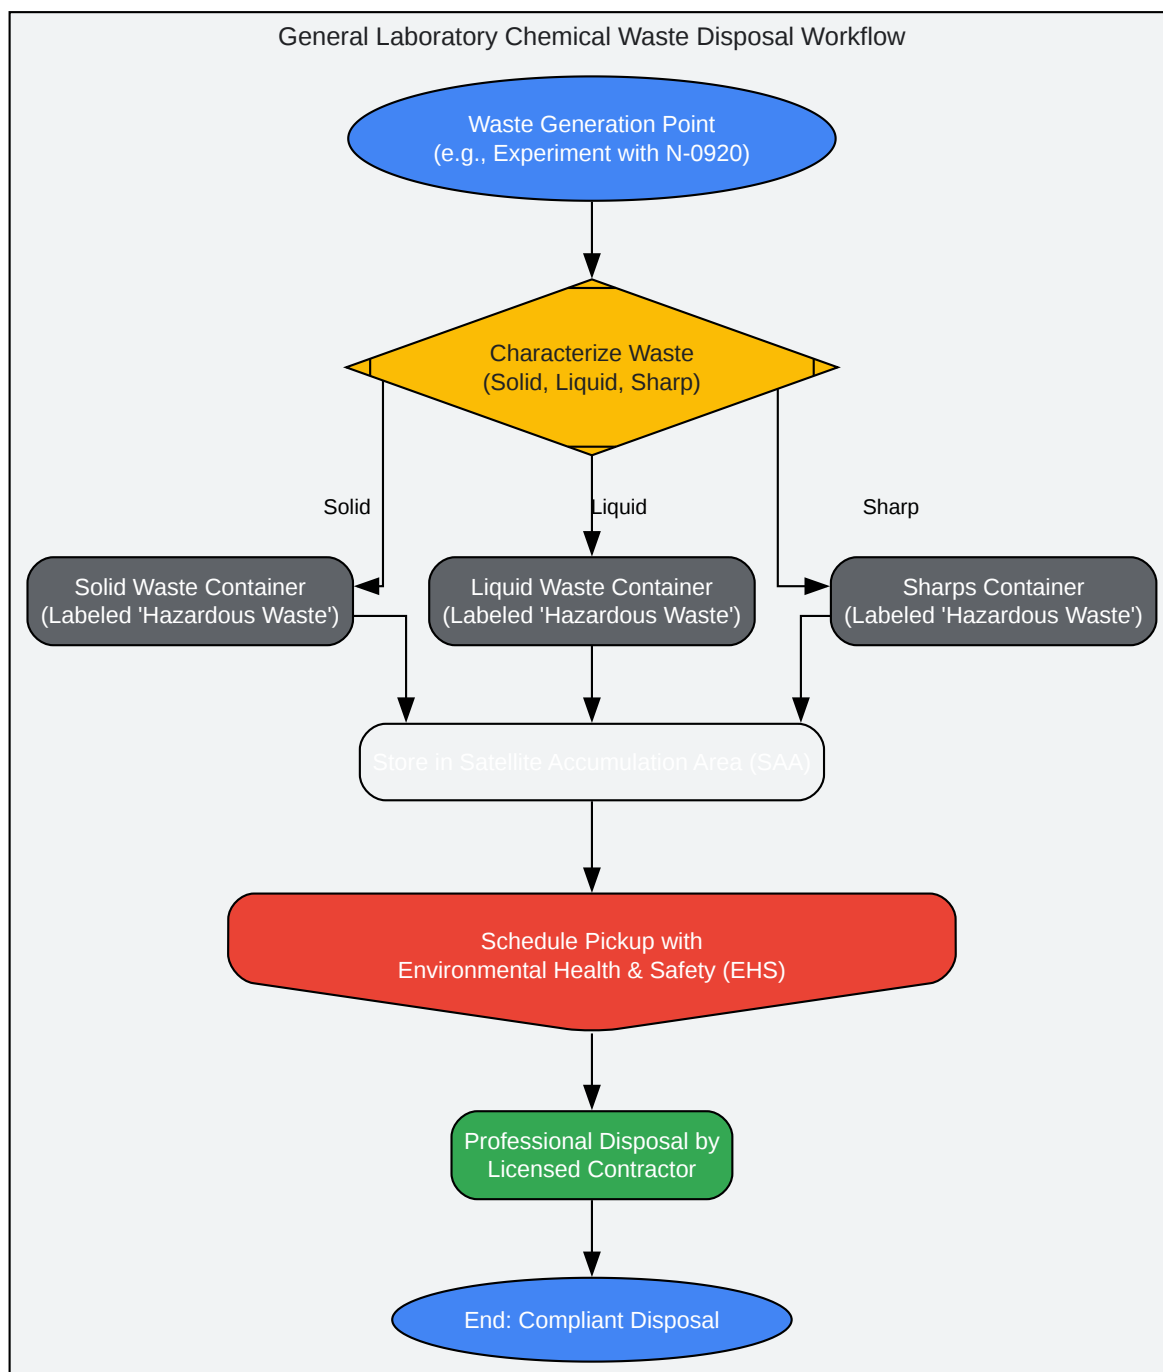 General Laboratory Chemical Waste Disposal Workflow
Waste Generation Point
(e.g., Experiment with N-0920)
Characterize Waste
(Solid, Liquid, Sharp)
Solid
Liquid
Sharp
Solid Waste Container
(Labeled 'Hazardous Waste')
Liquid Waste Container
(Labeled 'Hazardous Waste')
Sharps Container
(Labeled 'Hazardous Waste')
Store in Satellite Accumulation Area (SAA)
Schedule Pickup with
Environmental Health & Safety (EHS)
Professional Disposal by
Licensed Contractor
End: Compliant Disposal